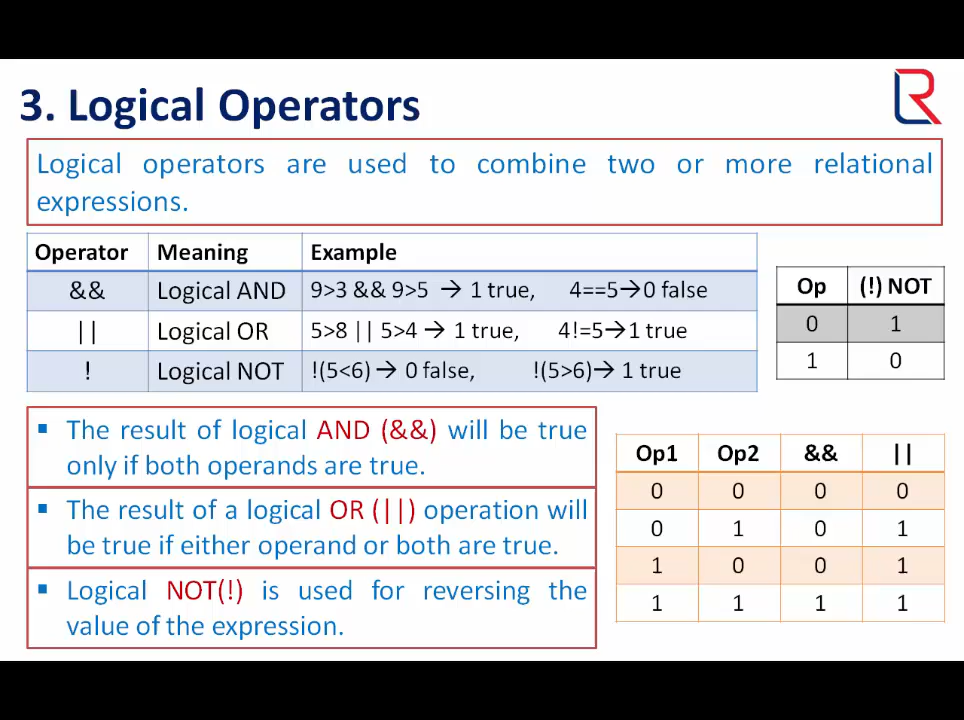 3. Logical Operators
Logical operators are used to combine two or more relational
expressions.
Operator Meaning Example
&& Logical AND 9>3 && 9>5 → 1 true, 4==5→0 false
|| Logical OR 5>8 || 5>4 → 1 true, 4!=5→1 true
! Logical NOT !(5<6) → 0 false, !(5>6)→ 1 true
Op (!) NOT
0 1
1 0
▪ The result of logical AND (&&) will be true
only if both operands are true.
▪ The result of a logical OR (||) operation will
be true if either operand or both are true.
▪ Logical NOT(!) is used for reversing the
value of the expression.
Op1 Op2 && ||
0 0 0 0
0 1 0 1
1 0 0 1
1 1 1 1